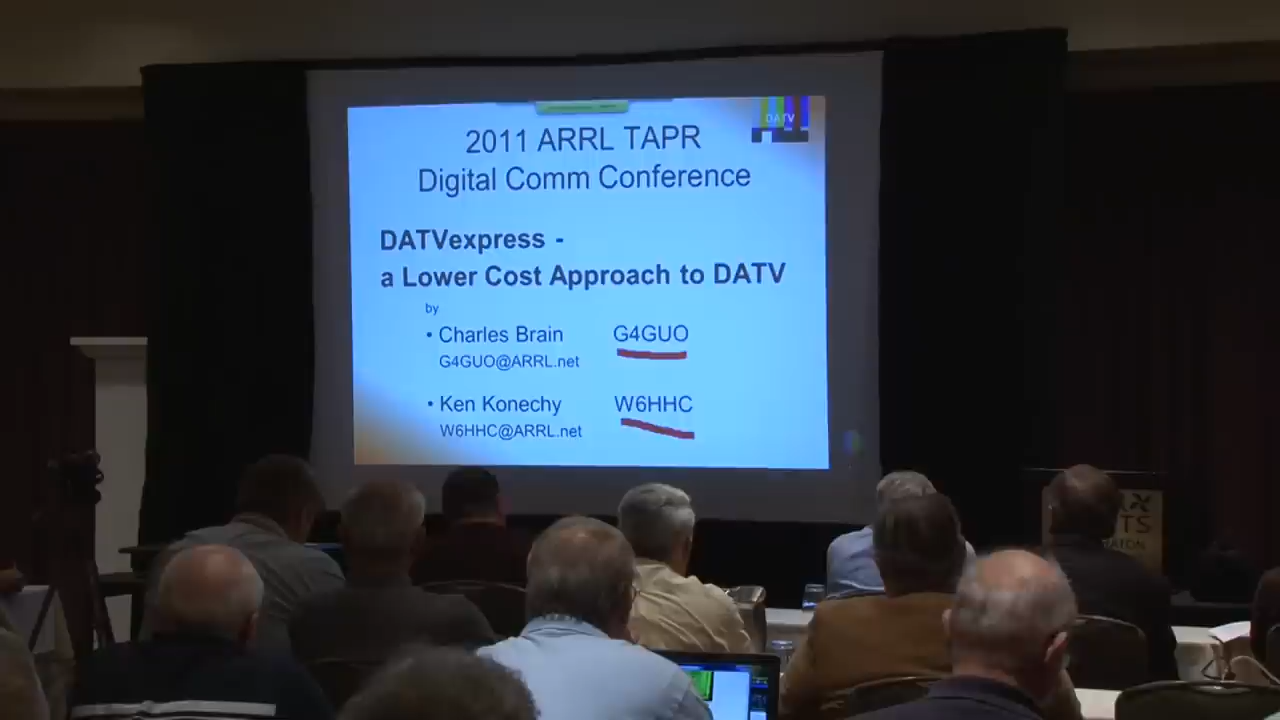 DATV
2011 ARRL TAPR
Digital Comm Conference
DATVexpress -
a Lower Cost Approach to DATV
by
• Charles Brain G4GUO
G4GUO@ARRL.net
• Ken Konechy W6HHC
W6HHC@ARRL.net